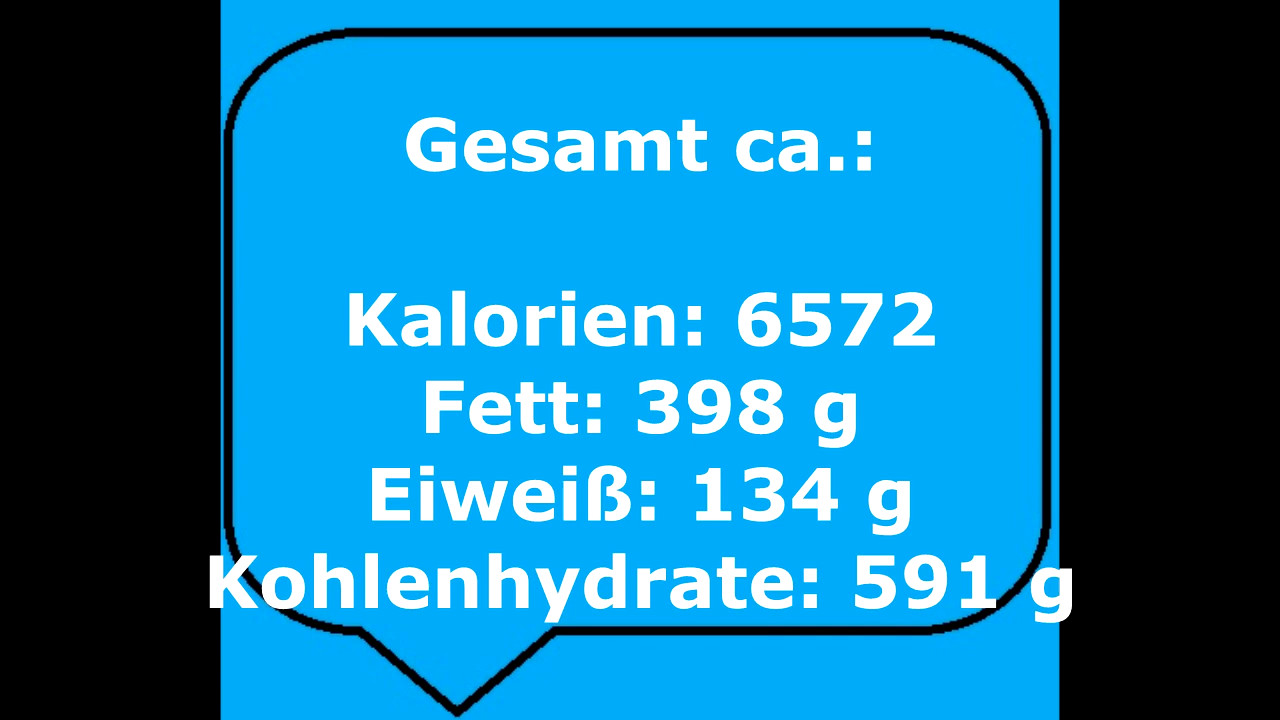 Gesamt ca.:
Kalorien: 6572
Fett: 398 g
Eiweiß: 134 g
Kohlenhydrate: 591 g